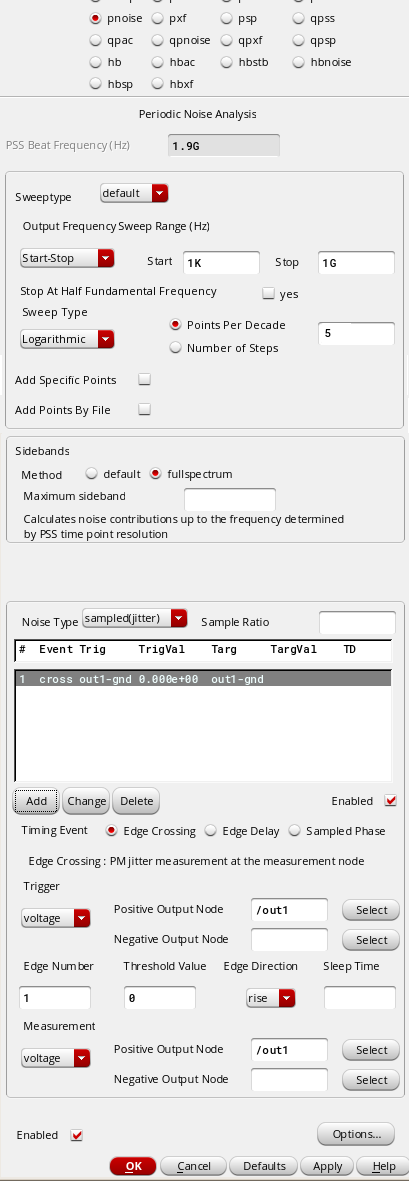 pnoise pxf psp qpss
qpac qpnoise qpxf qpsp
hb hbac hbstb hbnoise
hbsp hbxf
Periodic Noise Analysis
PSS Beat Frequency (Hz) 1.9G
Sweeptype default
Output Frequency Sweep Range (Hz)
Start-Stop Start 1K Stop 1G
Stop At Half Fundamental Frequency yes
Sweep Type
Logarithmic Points Per Decade 5
Number of Steps
Add Specific Points
Add Points By File
Sidebands
Method default fullspectrum
Maximum sideband
Calculates noise contributions up to the frequency determined
by PSS time point resolution
Noise Type sampled(jitter) Sample Ratio
# Event Trig TrigVal Targ TargVal TD
1 cross out1-gnd 0.000e+00 out1-gnd
Add Change Delete Enabled
Timing Event Edge Crossing Edge Delay Sampled Phase
Edge Crossing : PM jitter measurement at the measurement node
Trigger
voltage Positive Output Node /out1 Select
Negative Output Node Select
Edge Number Threshold Value Edge Direction Sleep Time
1 0 rise
Measurement
voltage Positive Output Node /out1 Select
Negative Output Node Select
Enabled Options...
OK Cancel Defaults Apply Help